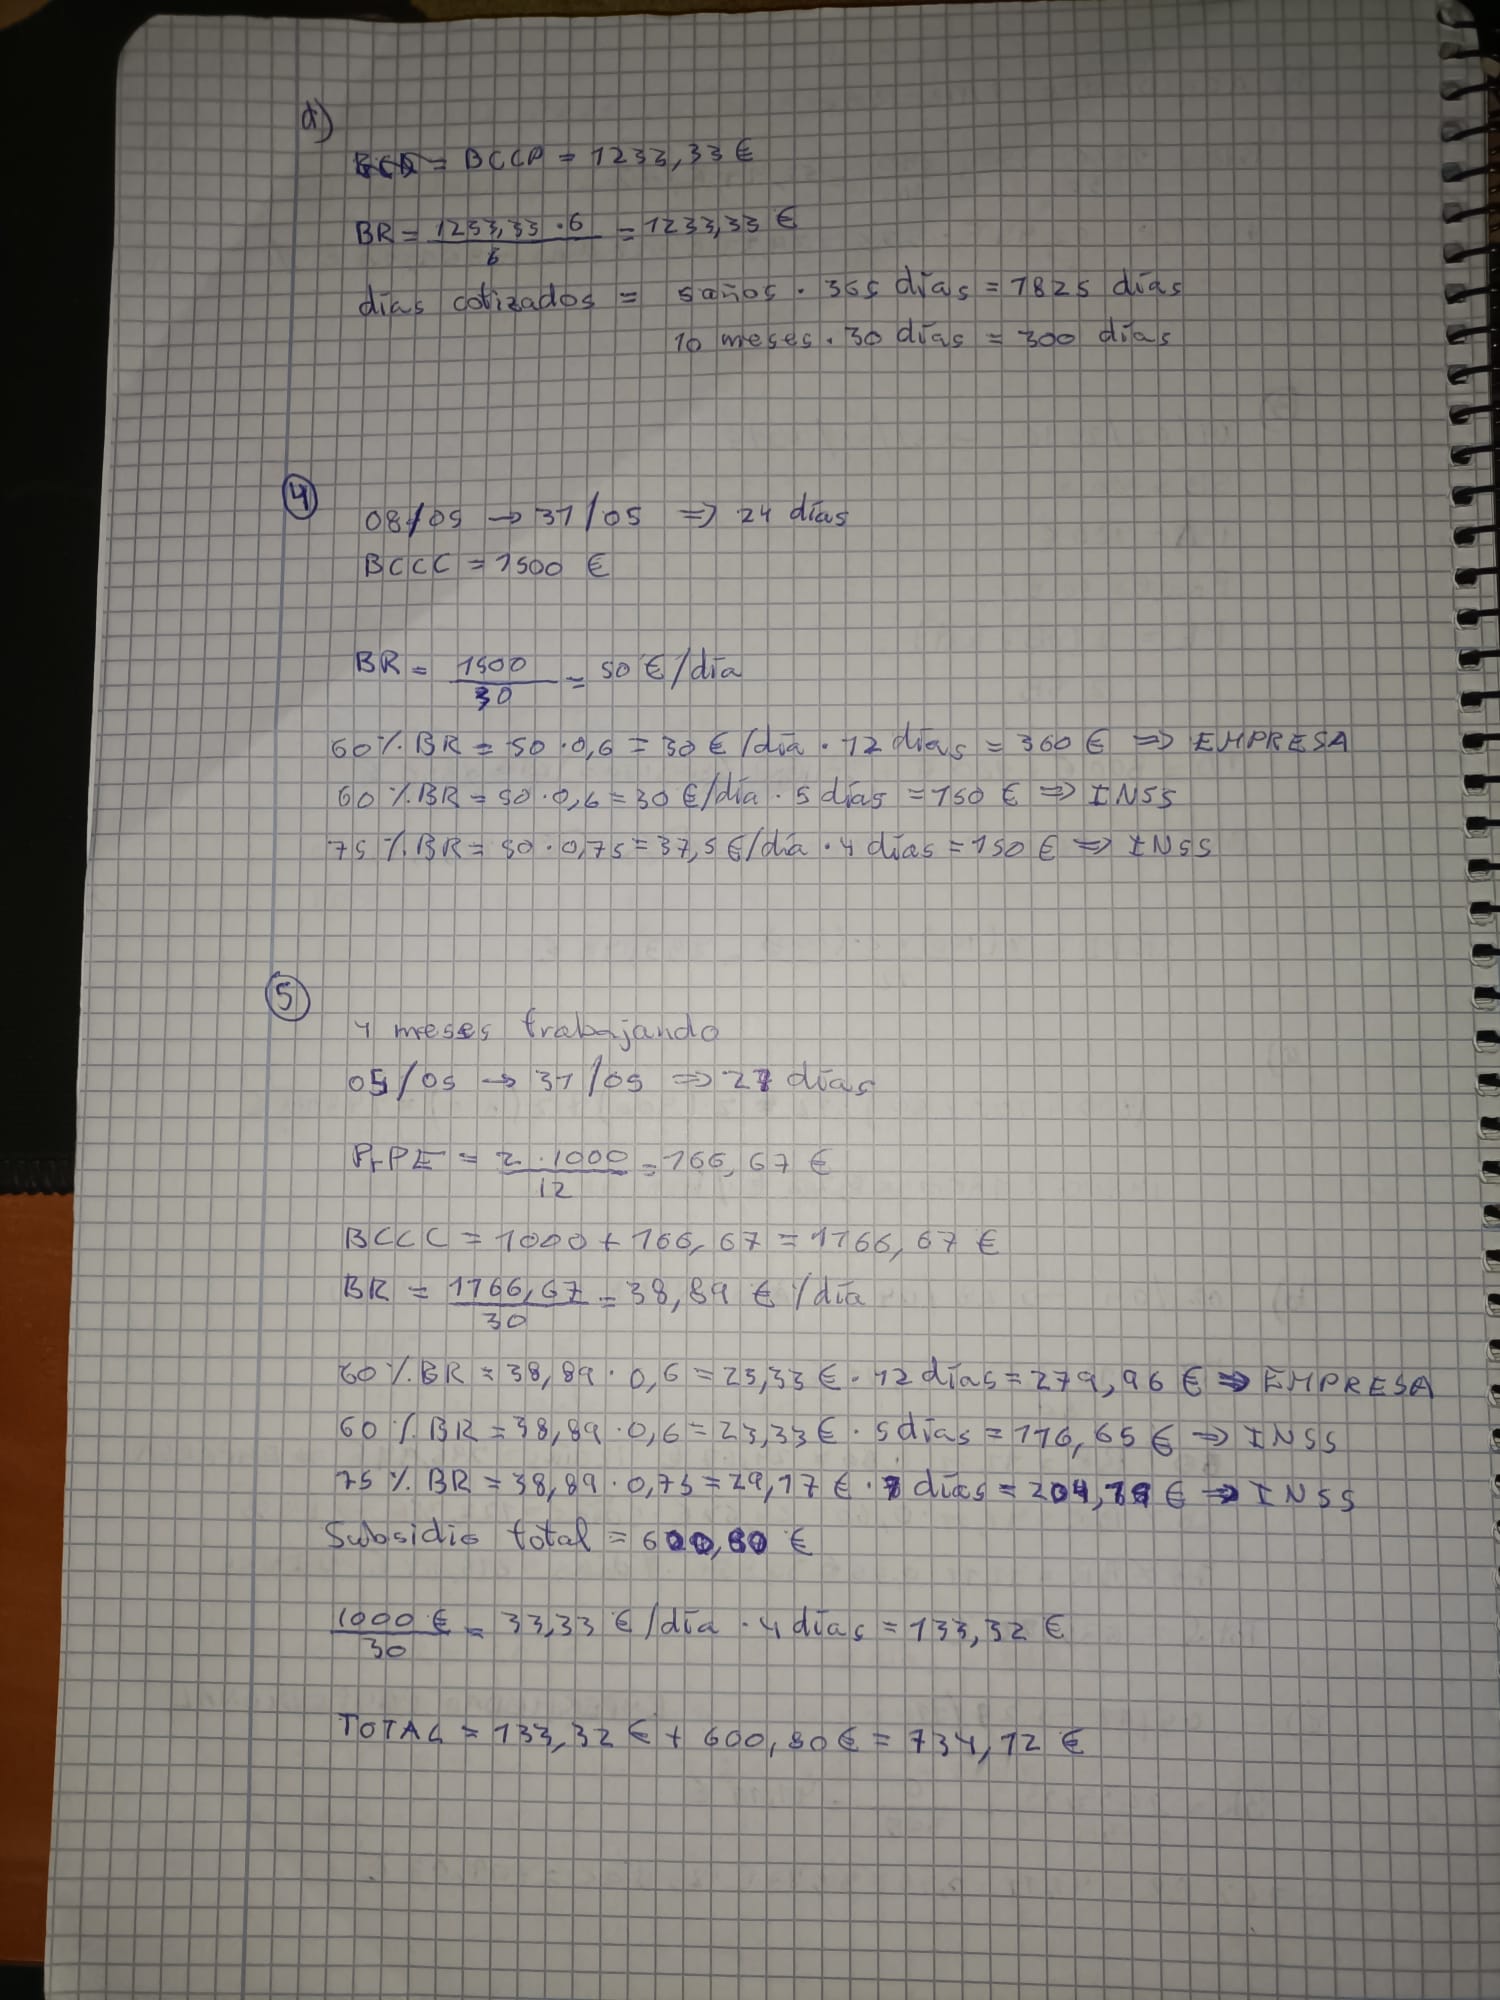 d)
= BCCP = 1233,33 €
BR = 1233,33 · 6 / 6 = 1233,33 €
días cotizados = 5 años · 365 días = 1825 días
10 meses · 30 días = 300 días
4
08/05 → 31/05 => 24 días
BCCC = 1500 €
BR = 1500 / 30 = 50 €/día
60 % BR = 50 · 0,6 = 30 €/día · 12 días = 360 € => EMPRESA
60 % BR = 50 · 0,6 = 30 €/día · 5 días = 150 € => INSS
75 % BR = 50 · 0,75 = 37,5 €/día · 4 días = 150 € => INSS
5
4 meses trabajando
05/05 → 31/05 => 27 días
PrPE = 2 · 1000 / 12 = 166,67 €
BCCC = 1000 + 166,67 = 1166,67 €
BR = 1166,67 / 30 = 38,89 € /día
60 % BR = 38,89 · 0,6 = 23,33 € · 12 días = 279,96 € => EMPRESA
60 % BR = 38,89 · 0,6 = 23,33 € · 5 días = 116,65 € => INSS
75 % BR = 38,89 · 0,75 = 29,17 € · 7 días = 204,19 € => INSS
Subsidio total = 600,80 €
1000 € / 30 = 33,33 €/día · 4 días = 133,32 €
TOTAL = 133,32 € + 600,80 € = 734,12 €